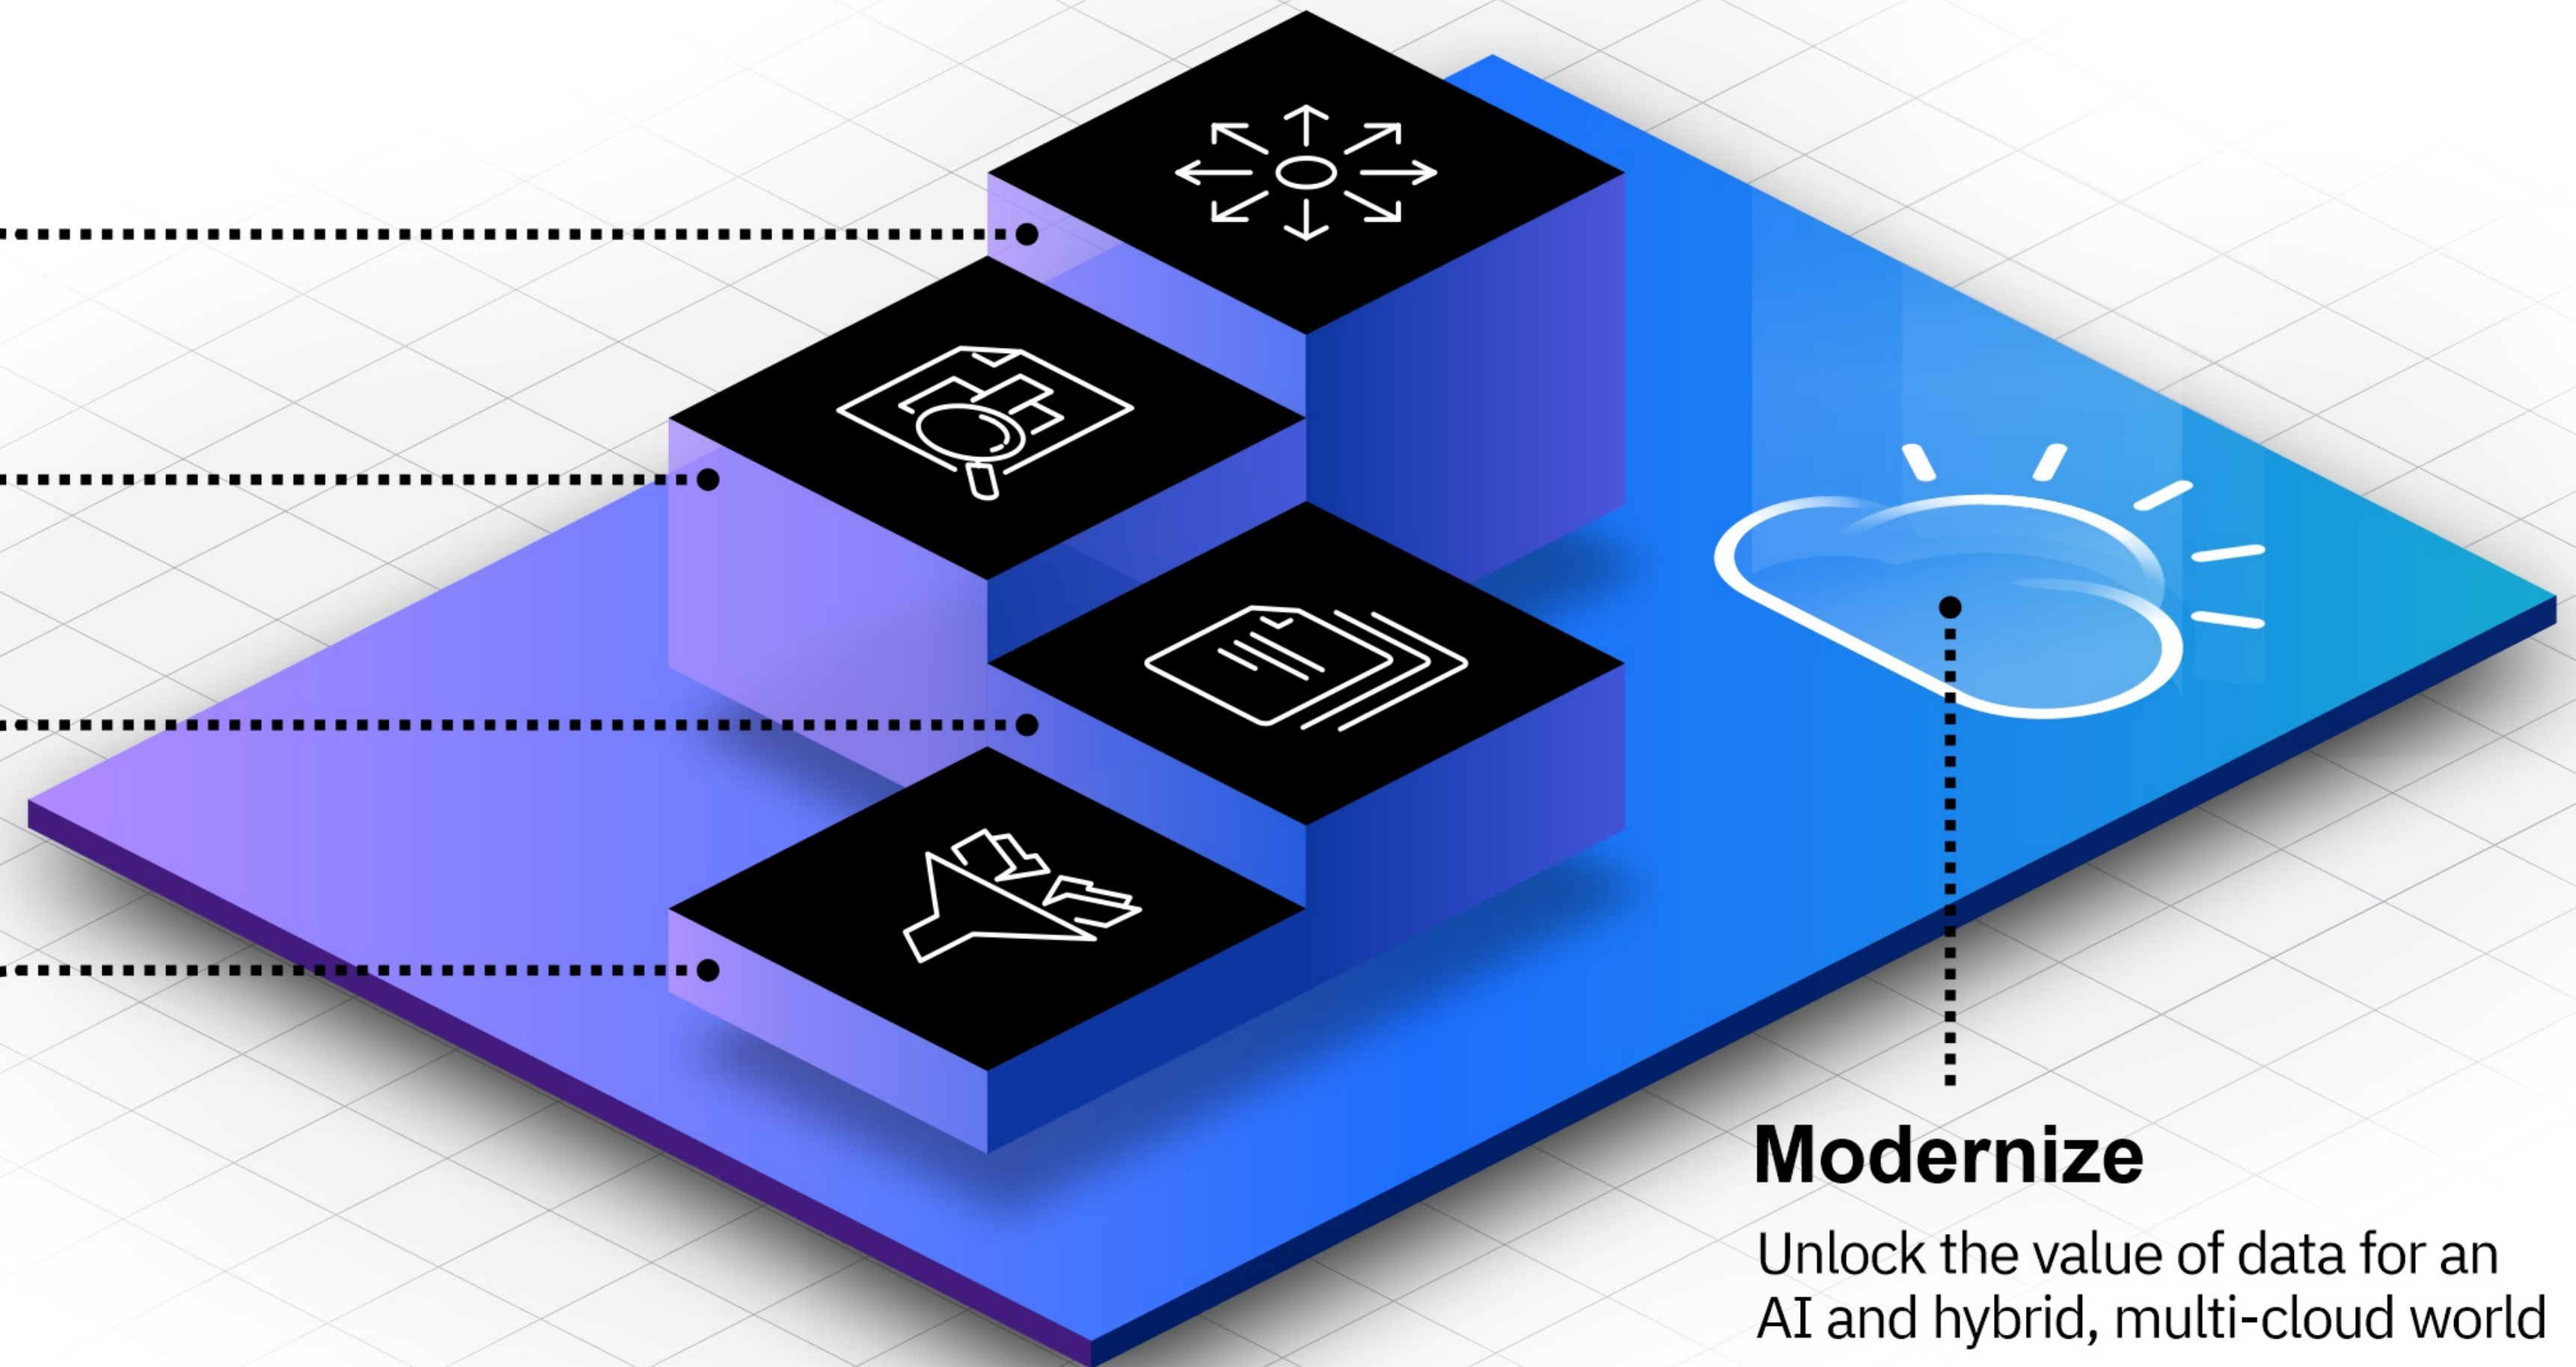 Modernize
Unlock the value of data for an
AI and hybrid, multi-cloud world